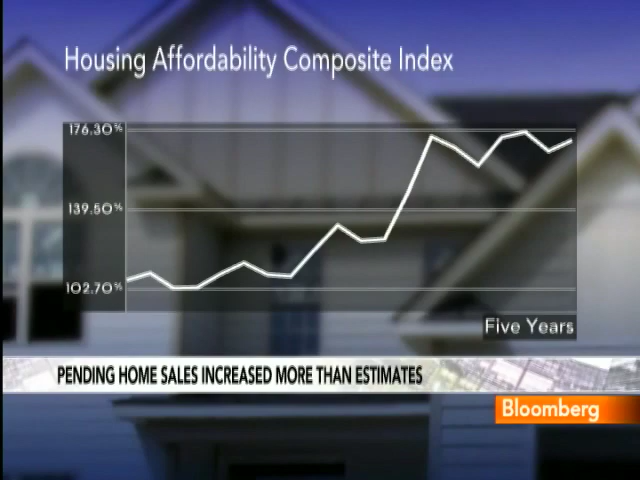 Housing Affordability Composite Index
176.30%
139.50%
102.70%
Five Years
PENDING HOME SALES INCREASED MORE THAN ESTIMATES
Bloomberg